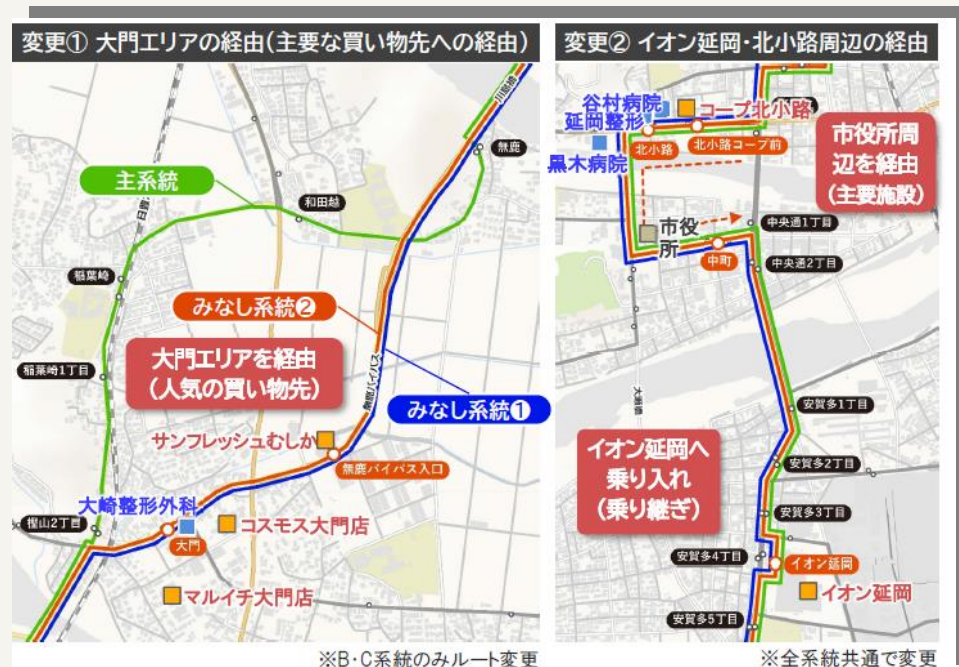 変更① 大門エリアの経由(主要な買い物先への経由)
川島線
無鹿
主系統
日豊
和田越
稲葉崎
みなし系統❷
大門エリアを経由
(人気の買い物先)
稲葉崎1丁目
無鹿バイパス
みなし系統❶
サンフレッシュむしか
無鹿バイパス入口
大崎整形外科
樫山2丁目
コスモス大門店
大門
マルイチ大門店
※B・C系統のみルート変更
変更② イオン延岡・北小路周辺の経由
谷村病院
延岡整形
コープ北小路
黒木病院
北小路
北小路コープ前
市役所周
辺を経由
(主要施設)
市役
所
中央通1丁目
中町
中央通2丁目
大瀬橋
安賀多1丁目
イオン延岡へ
乗り入れ
(乗り継ぎ)
安賀多2丁目
安賀多3丁目
安賀多4丁目
イオン延岡
イオン延岡
安賀多5丁目
※全系統共通で変更